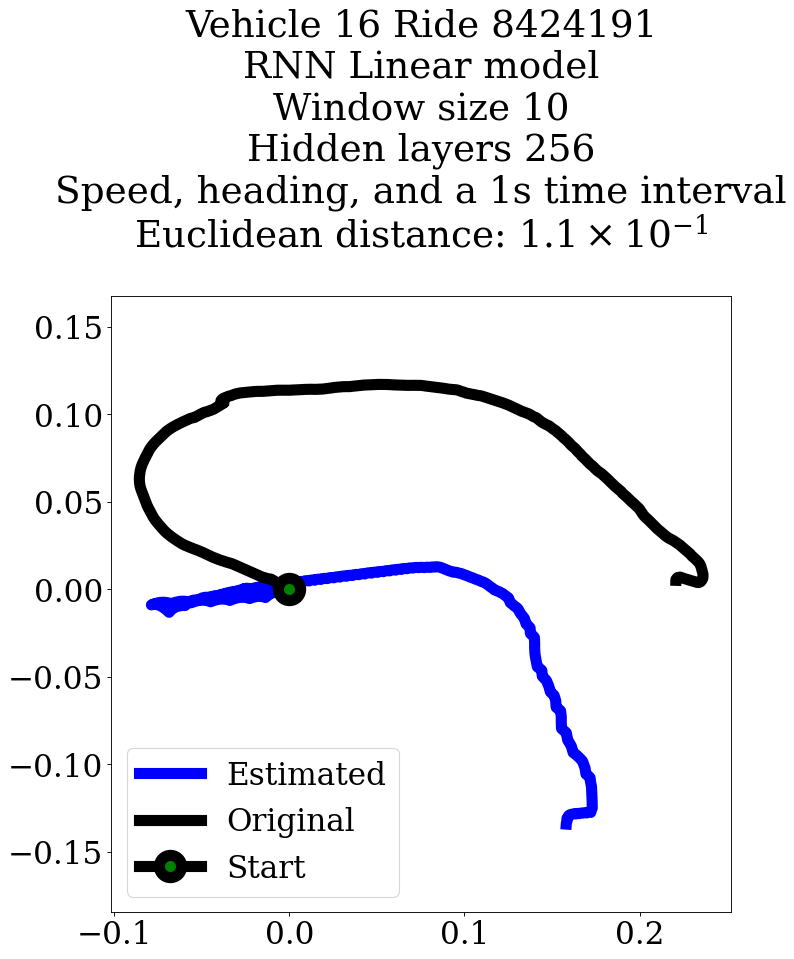 Vehicle 16 Ride 8424191
RNN Linear model
Window size 10
Hidden layers 256
Speed, heading, and a 1s time interval
Euclidean distance: 1.1 × 10⁻¹
0.15
0.10
0.05
0.00
−0.05
−0.10
−0.15
Estimated
Original
Start
−0.1
0.0
0.1
0.2